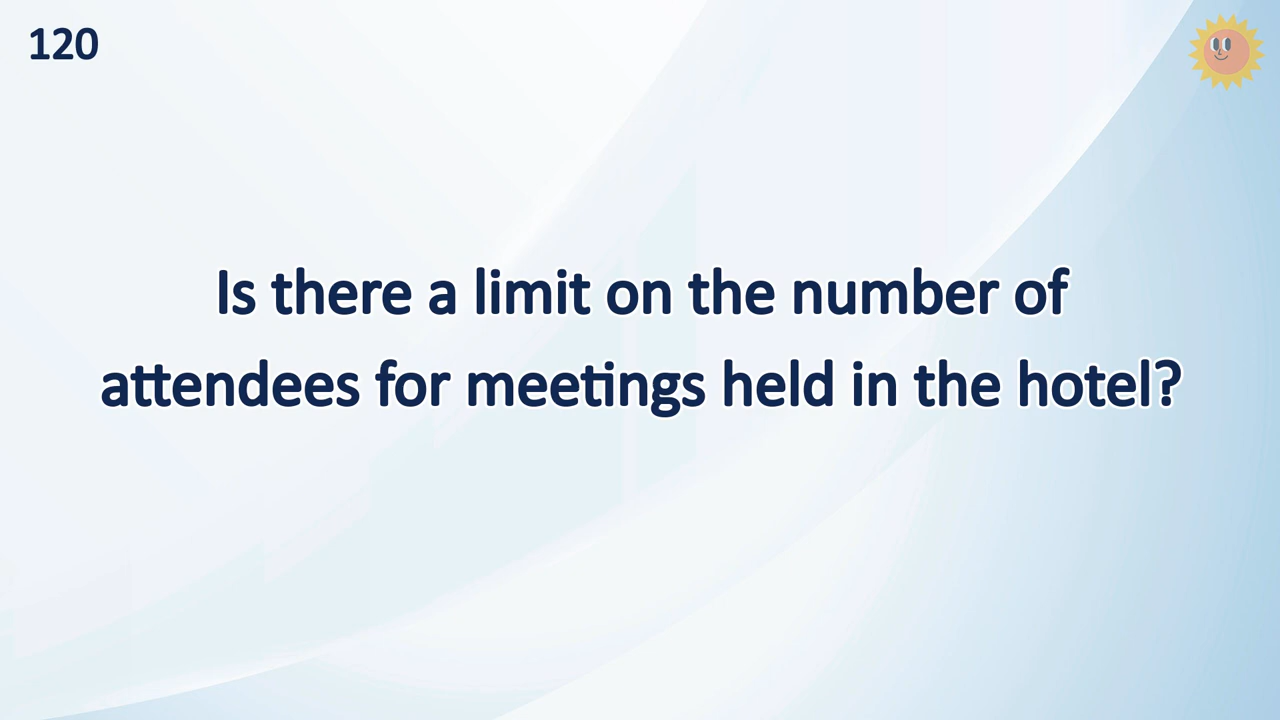 120
Is there a limit on the number of
attendees for meetings held in the hotel?